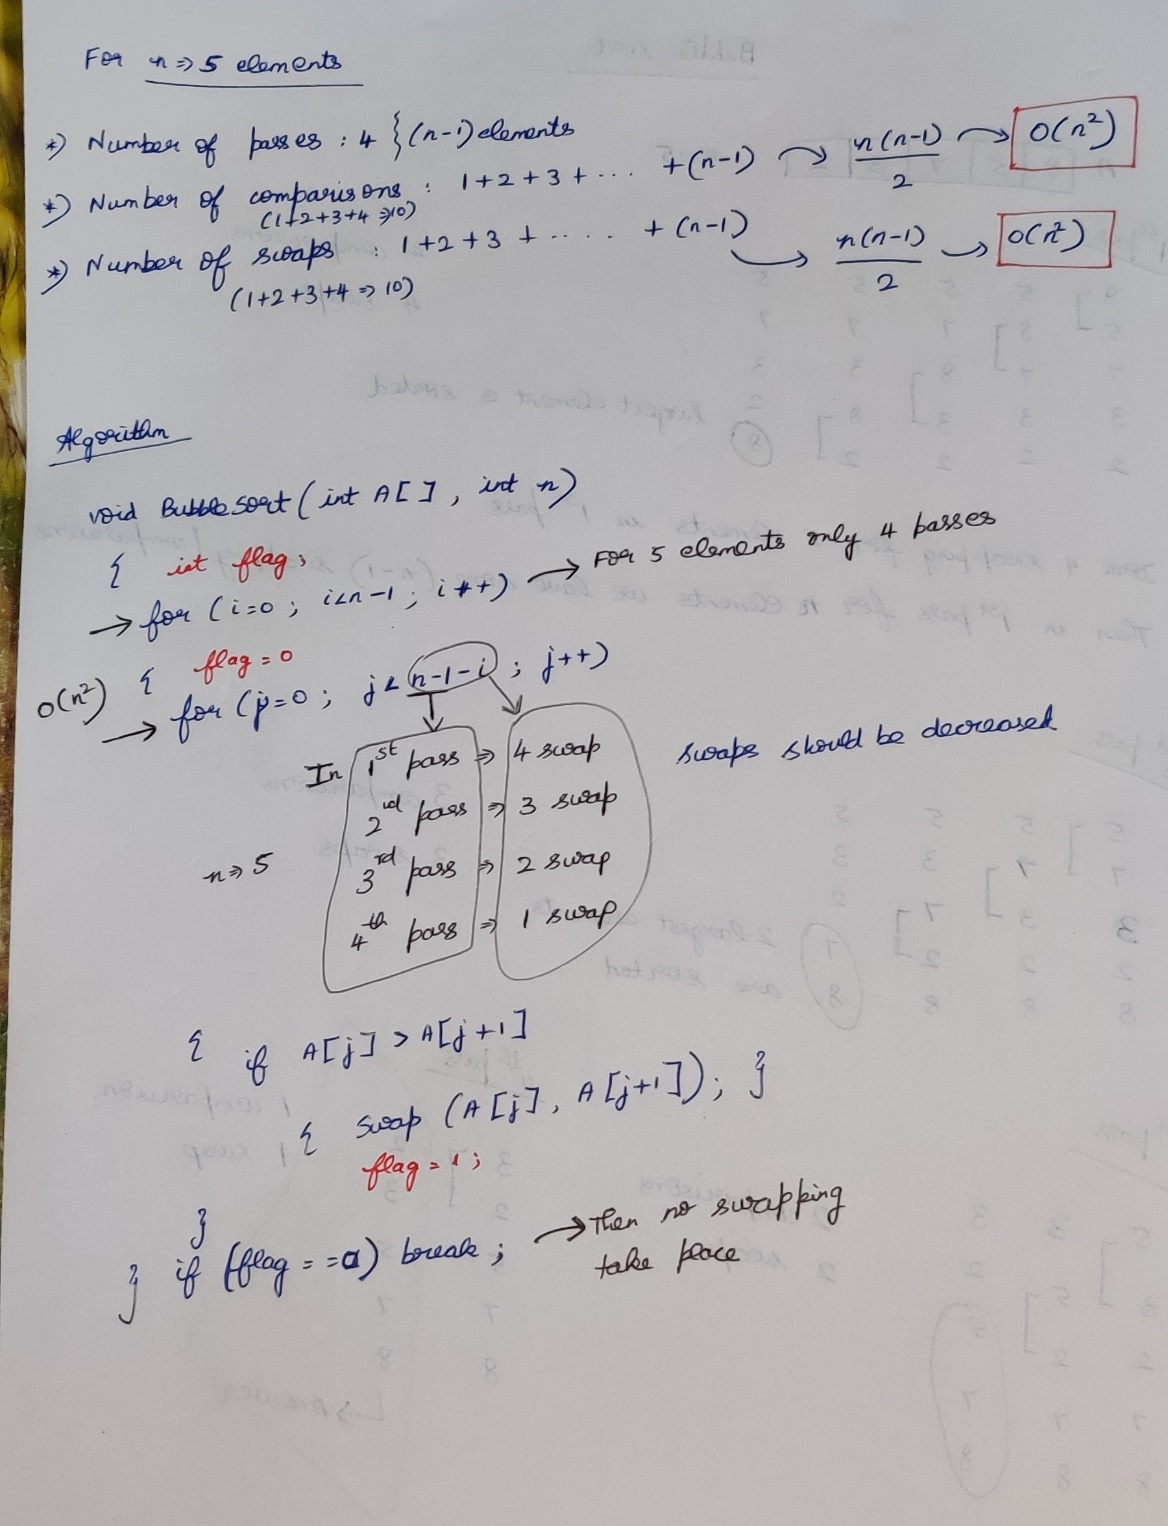 For n => 5 elements
*) Number of passes : 4 } (n-1) elements
*) Number of comparisons : 1+2+3+ ... +(n-1) → n(n-1)/2 → O(n²)
(1+2+3+4 => 10)
*) Number of swaps : 1+2+3 + ..... + (n-1) → n(n-1)/2 → O(n²)
(1+2+3+4 => 10)
Algorithm
void Bubble sort (int A[ ] , int n)
{ int flag;
→ for (i=0 ; i<n-1 ; i++) → For 5 elements only 4 passes
{ flag = 0
O(n²) → for (j=0 ; j < n-1-i ; j++)
In 1st pass => 4 swap swaps should be decreased
2nd pass => 3 swap
n => 5 3rd pass => 2 swap
4th pass => 1 swap
{ if A[j] > A[j+1]
{ swap (A[j], A[j+1]); }
flag = 1;
}
} if (flag = =0) break ; → Then no swapping
take place